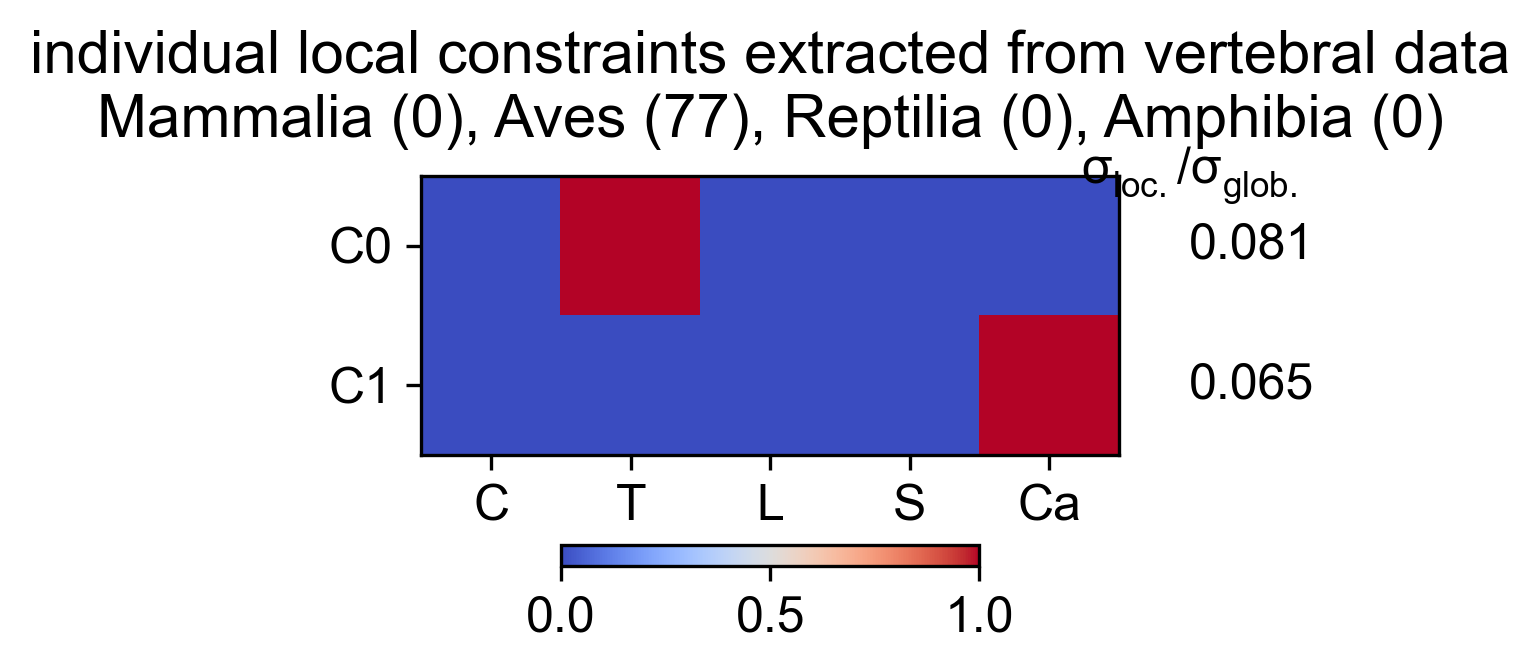 individual local constraints extracted from vertebral data
Mammalia (0), Aves (77), Reptilia (0), Amphibia (0)
σloc. /σglob.
C0 0.081
C1 0.065
C T L S Ca
0.0 0.5 1.0